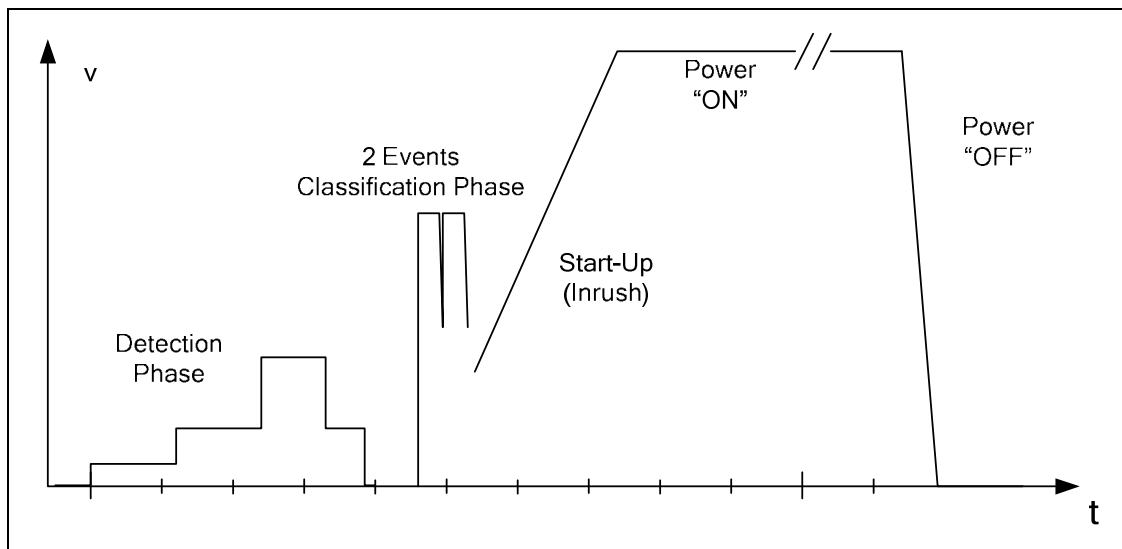 v
Power
“ON”
Power
“OFF”
2 Events
Classification Phase
Start-Up
(Inrush)
Detection
Phase
t